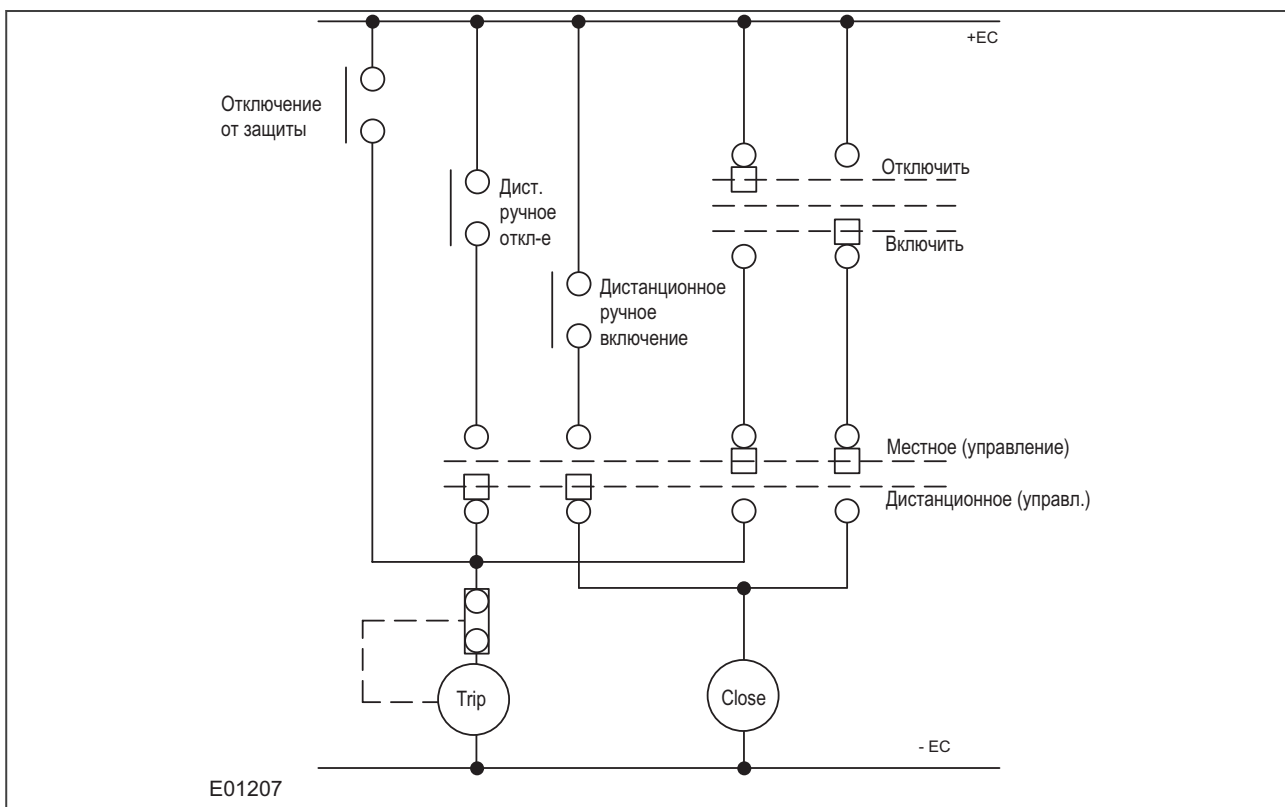 +EC
Отключение
от защиты
Отключить
Дист.
ручное
откл-е
Включить
Дистанционное
ручное
включение
Местное (управление)
Дистанционное (управл.)
Trip
Close
- EC
E01207